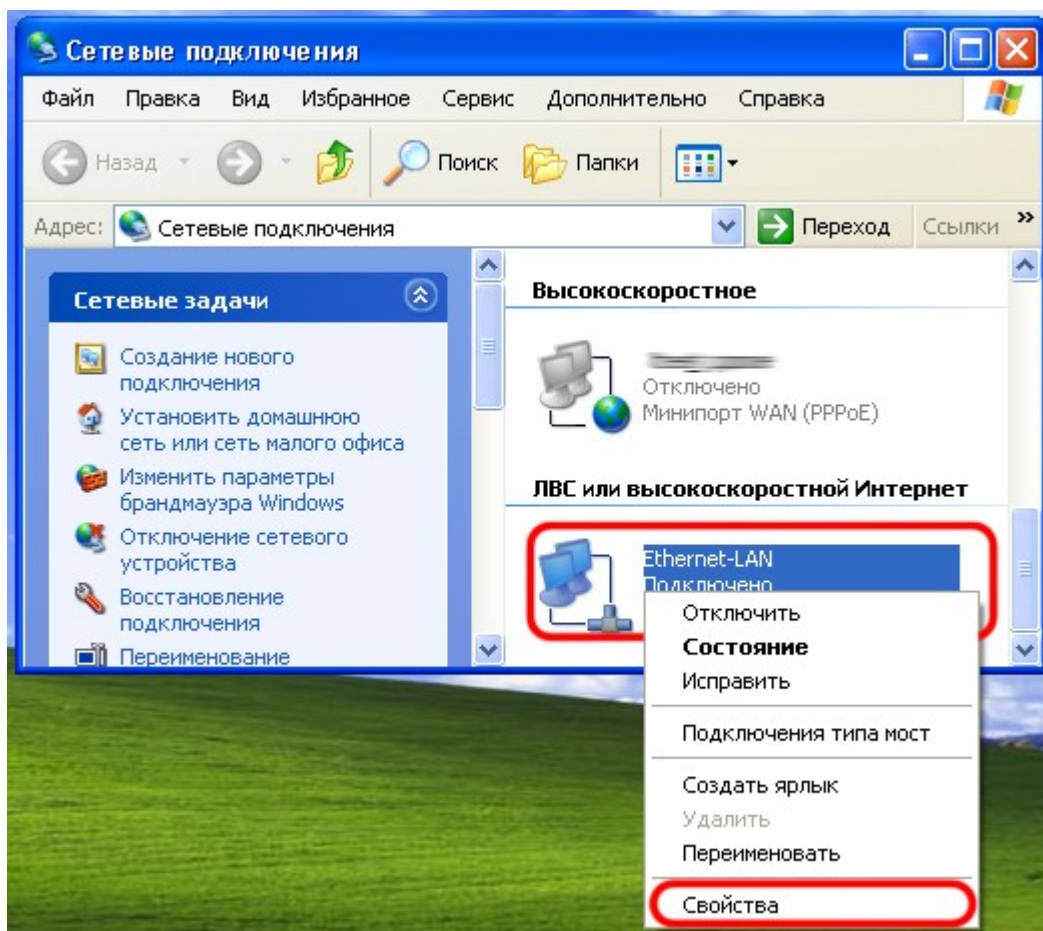 Сетевые подключения
Файл Правка Вид Избранное Сервис Дополнительно Справка
Назад Поиск Папки
Адрес: Сетевые подключения Переход Ссылки »
Сетевые задачи
Создание нового
подключения
Установить домашнюю
сеть или сеть малого офиса
Изменить параметры
брандмауэра Windows
Отключение сетевого
устройства
Восстановление
подключения
Переименование
Высокоскоростное
Отключено
Минипорт WAN (PPPoE)
ЛВС или высокоскоростной Интернет
Ethernet-LAN
Подключено
Отключить
Состояние
Исправить
Подключения типа мост
Создать ярлык
Удалить
Переименовать
Свойства